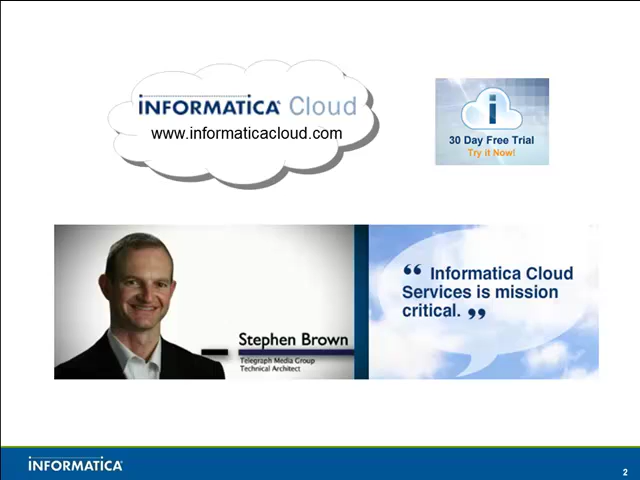 INFORMATICA Cloud
www.informaticacloud.com
i
30 Day Free Trial
Try it Now!
Stephen Brown
Telegraph Media Group
Technical Architect
“ Informatica Cloud
Services is mission
critical. ”
INFORMATICA
2